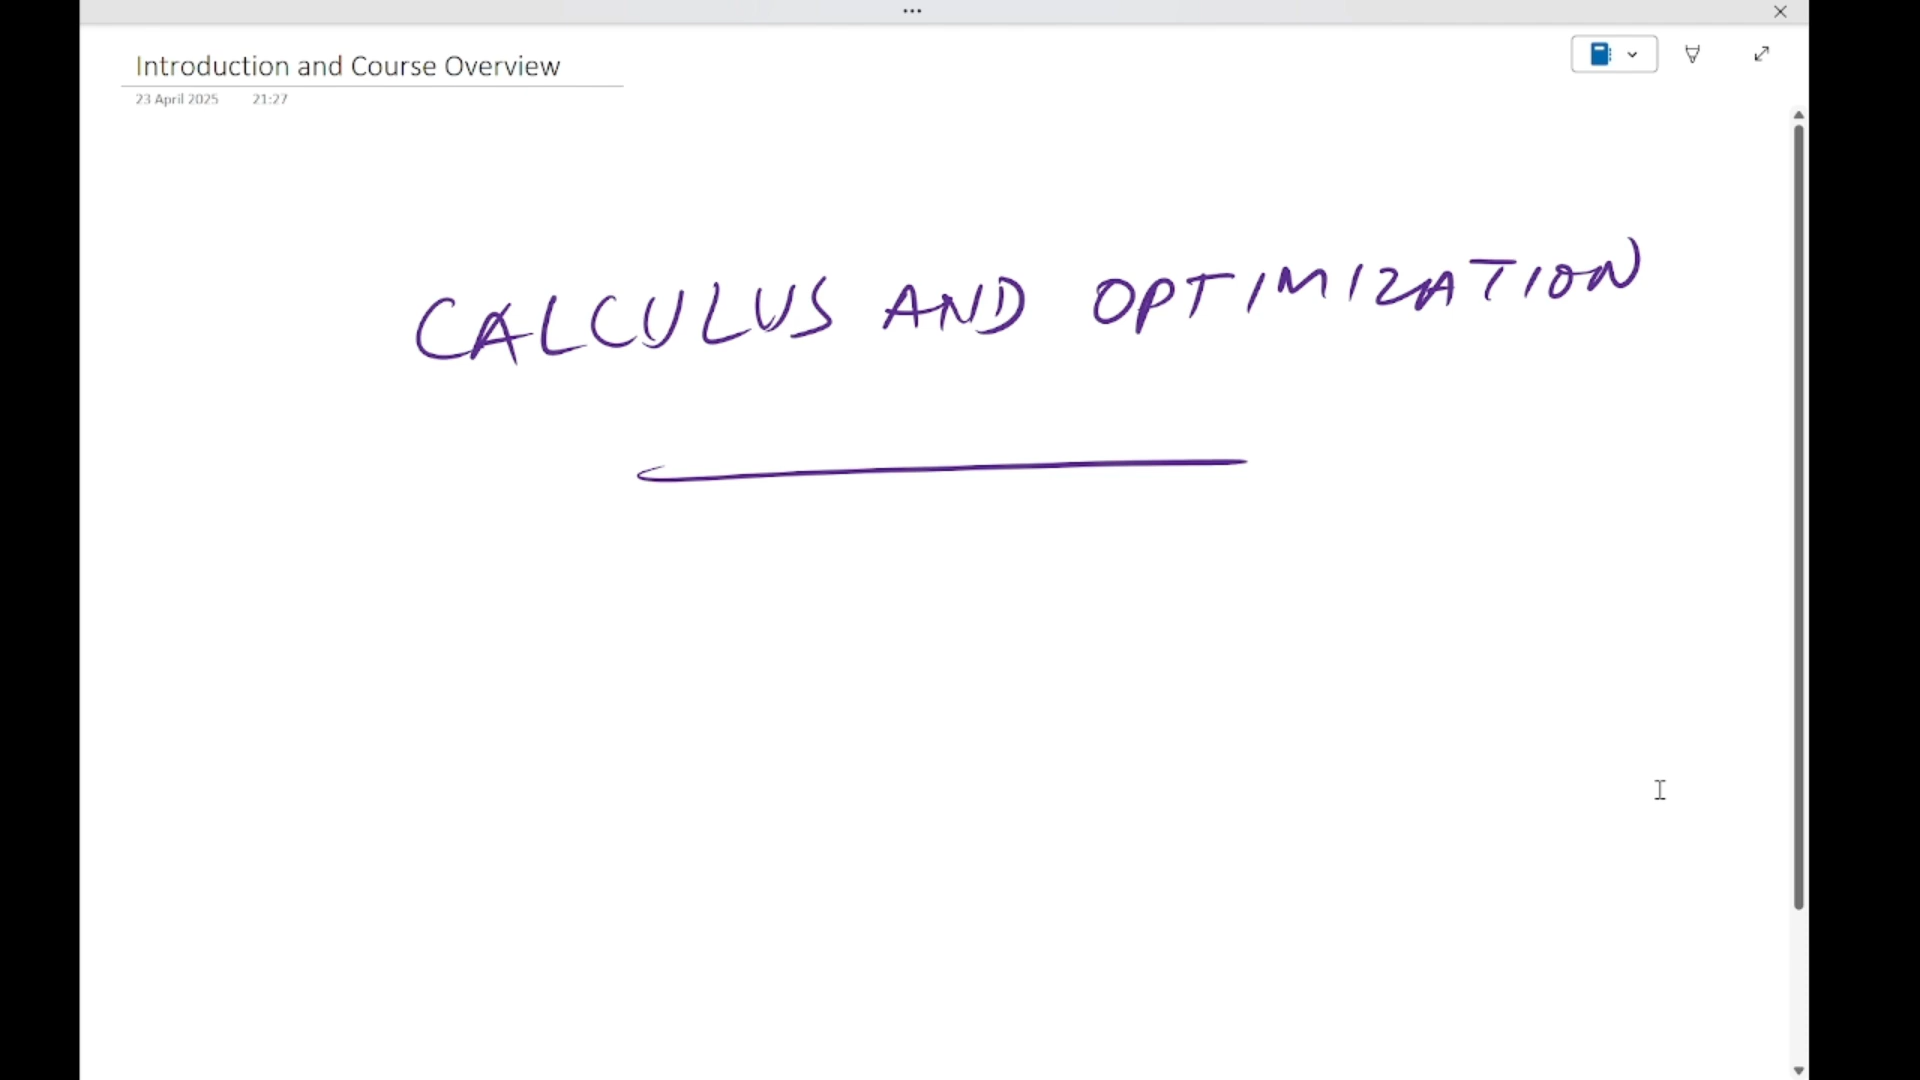 Introduction and Course Overview
23 April 2025 21:27
CALCULUS AND OPTIMIZATION